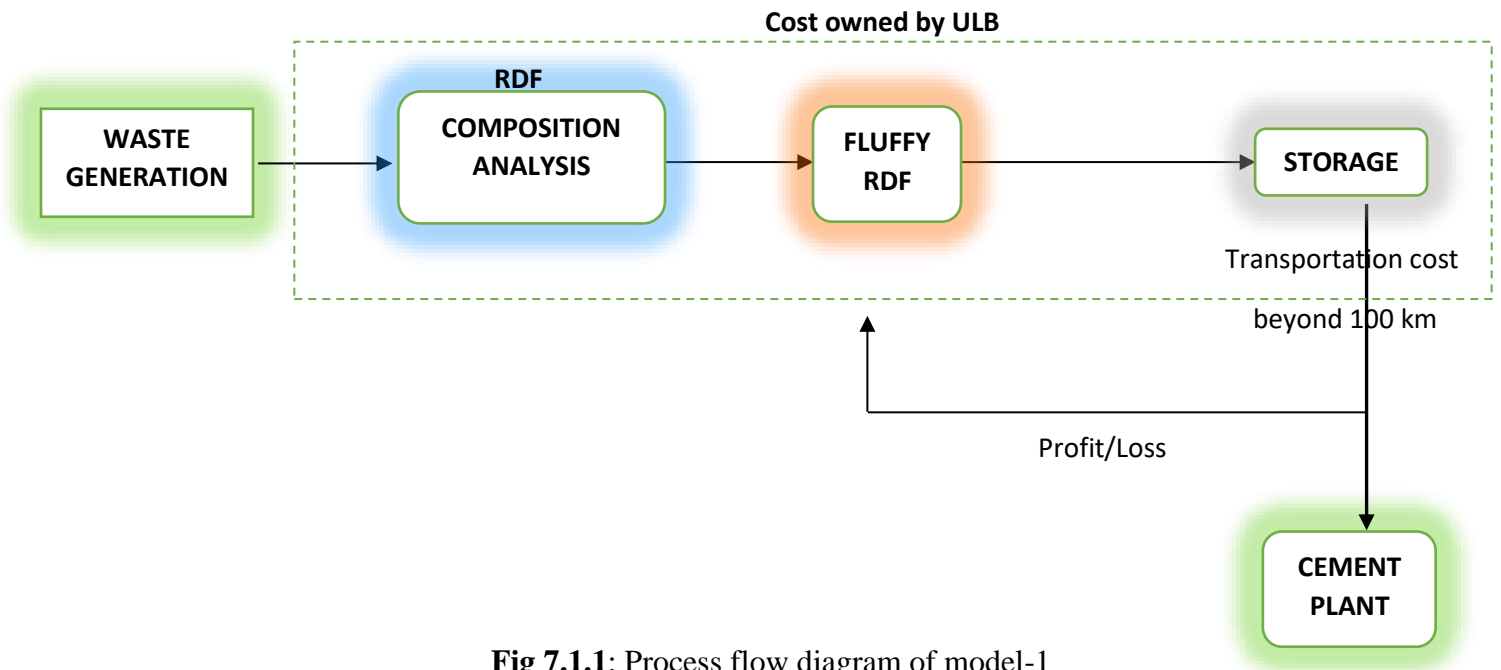 Cost owned by ULB
RDF
WASTE
GENERATION
COMPOSITION
ANALYSIS
FLUFFY
RDF
STORAGE
Transportation cost
beyond 100 km
Profit/Loss
CEMENT
PLANT
Fig 7.1.1: Process flow diagram of model-1